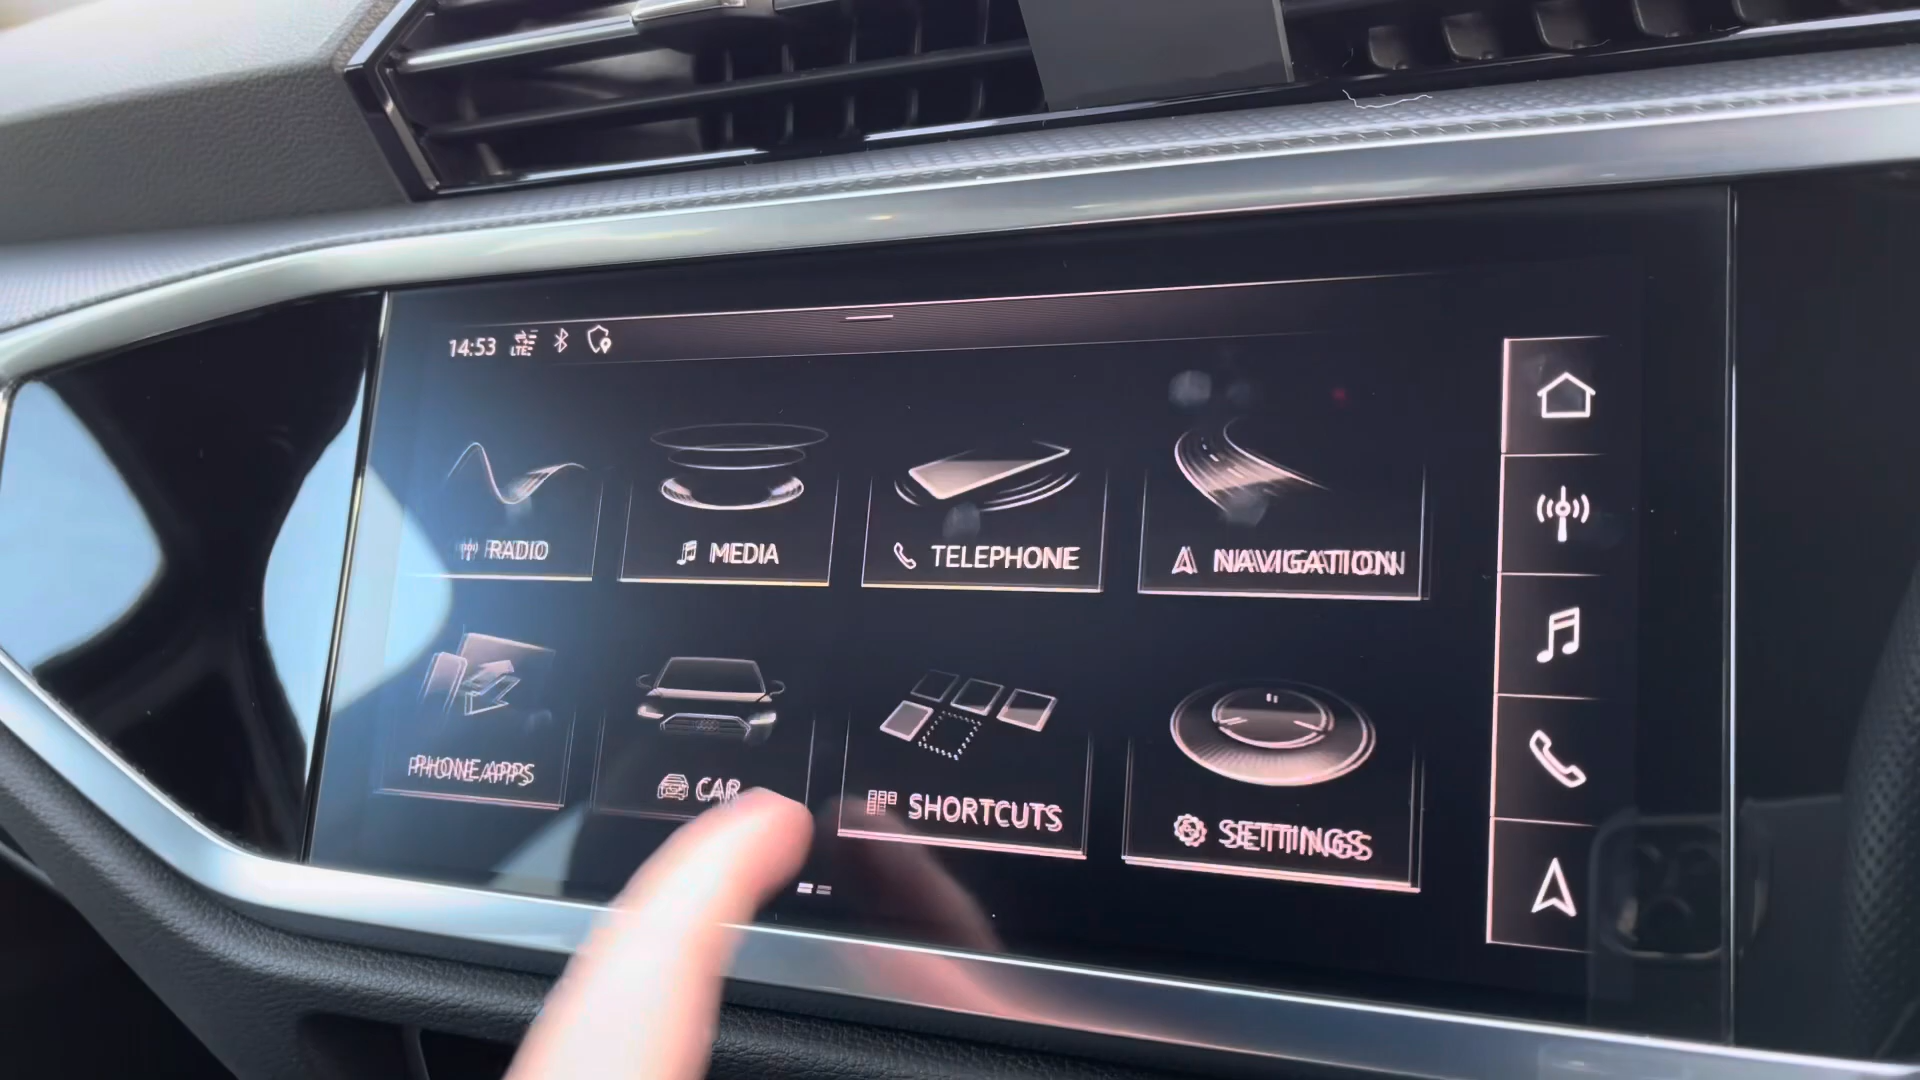 14:53 LTE
RADIO
MEDIA
TELEPHONE
NAVIGATION
PHONE APPS
CAR
SHORTCUTS
SETTINGS